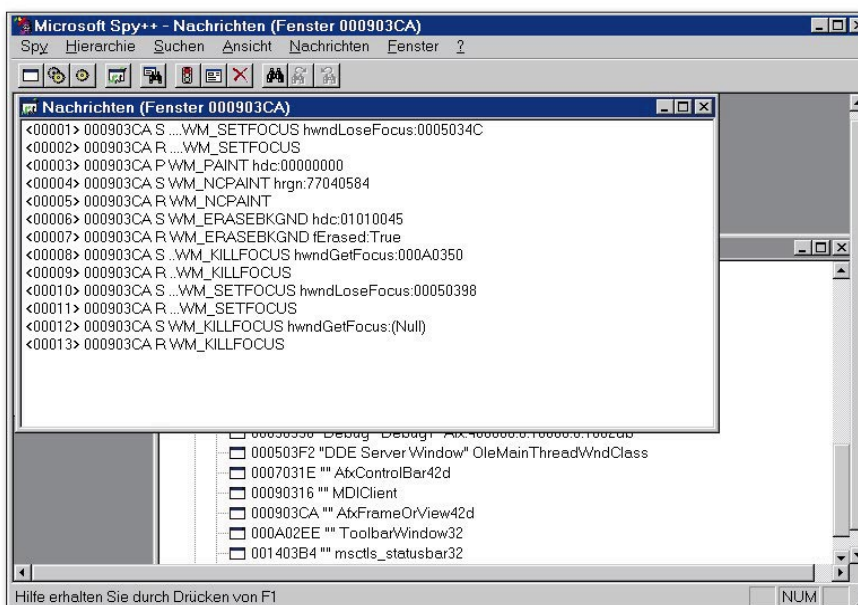 Microsoft Spy++ - Nachrichten (Fenster 000903CA)
Spy Hierarchie Suchen Ansicht Nachrichten Fenster ?
Nachrichten (Fenster 000903CA)
<00001> 000903CA S ....WM_SETFOCUS hwndLoseFocus:0005034C
<00002> 000903CA R ....WM_SETFOCUS
<00003> 000903CA P WM_PAINT hdc:00000000
<00004> 000903CA S WM_NCPAINT hrgn:77040584
<00005> 000903CA R WM_NCPAINT
<00006> 000903CA S WM_ERASEBKGND hdc:01010045
<00007> 000903CA R WM_ERASEBKGND fErased:True
<00008> 000903CA S ..WM_KILLFOCUS hwndGetFocus:000A0350
<00009> 000903CA R ..WM_KILLFOCUS
<00010> 000903CA S ...WM_SETFOCUS hwndLoseFocus:00050398
<00011> 000903CA R ...WM_SETFOCUS
<00012> 000903CA S WM_KILLFOCUS hwndGetFocus:(Null)
<00013> 000903CA R WM_KILLFOCUS
000503F2 "DDE Server Window" OleMainThreadWndClass
0007031E "" AfxControlBar42d
00090316 "" MDIClient
000903CA "" AfxFrameOrView42d
000A02EE "" ToolbarWindow32
001403B4 "" msctls_statusbar32
Hilfe erhalten Sie durch Drücken von F1
NUM